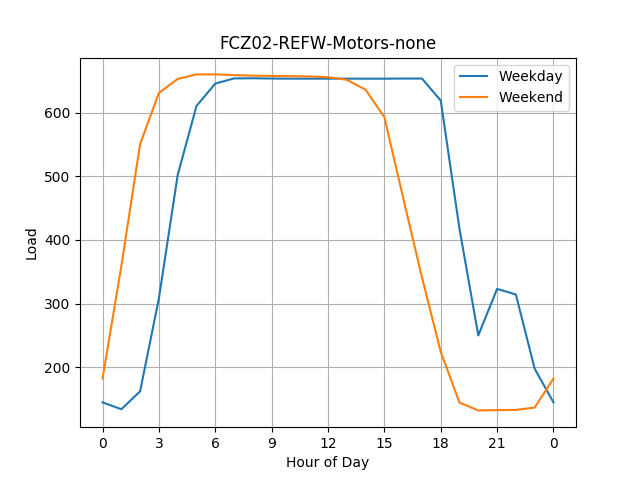 FCZ02-REFW-Motors-none
Weekday
Weekend
600
500
400
300
200
Load
0 3 6 9 12 15 18 21 0
Hour of Day